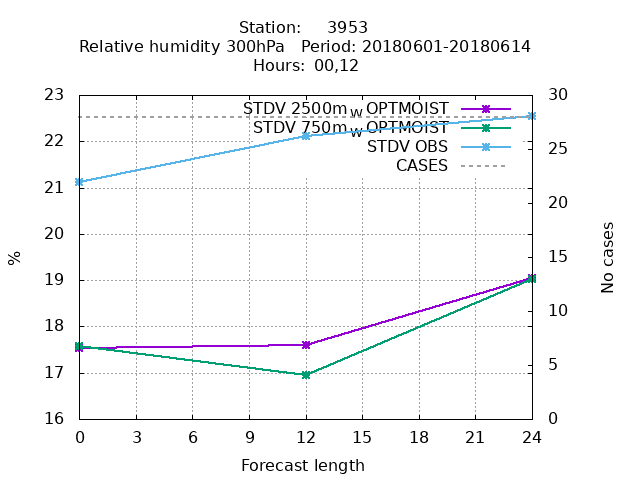 Station: 3953
Relative humidity 300hPa Period: 20180601-20180614
Hours: 00,12
STDV 2500m W OPTMOIST
STDV 750m W OPTMOIST
STDV OBS
CASES
23
22
21
20
19
18
17
16
%
30
25
20
15
10
5
0
No cases
0 3 6 9 12 15 18 21 24
Forecast length